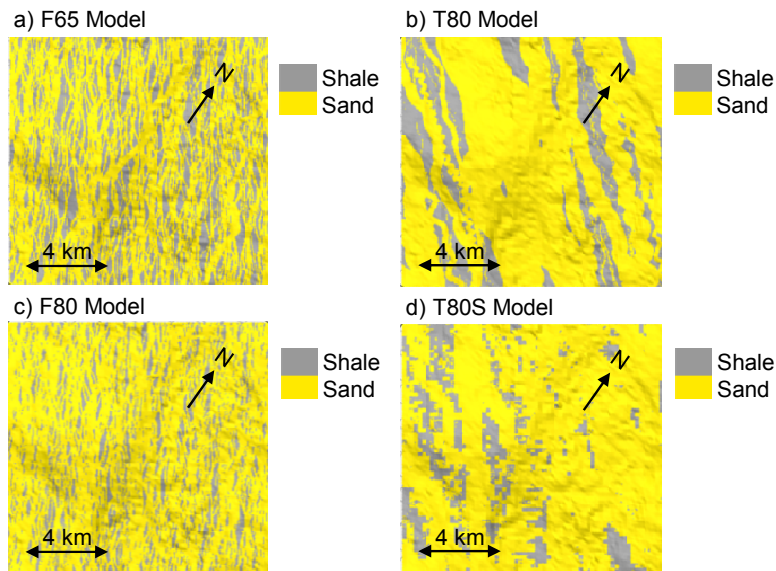 a) F65 Model
Shale
Sand
N
4 km
b) T80 Model
Shale
Sand
N
4 km
c) F80 Model
Shale
Sand
N
4 km
d) T80S Model
Shale
Sand
N
4 km